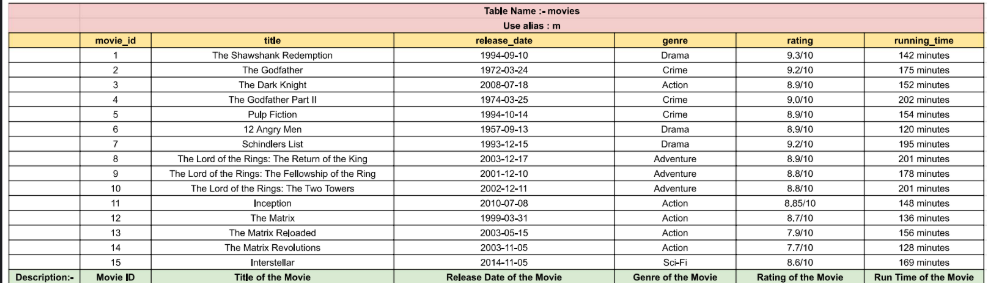 Table Name :- movies
Use alias : m
movie_id title release_date genre rating running_time
1 The Shawshank Redemption 1994-09-10 Drama 9.3/10 142 minutes
2 The Godfather 1972-03-24 Crime 9.2/10 175 minutes
3 The Dark Knight 2008-07-18 Action 8.9/10 152 minutes
4 The Godfather Part II 1974-03-25 Crime 9.0/10 202 minutes
5 Pulp Fiction 1994-10-14 Crime 8.9/10 154 minutes
6 12 Angry Men 1957-09-13 Drama 8.9/10 120 minutes
7 Schindlers List 1993-12-15 Drama 9.2/10 195 minutes
8 The Lord of the Rings: The Return of the King 2003-12-17 Adventure 8.9/10 201 minutes
9 The Lord of the Rings: The Fellowship of the Ring 2001-12-10 Adventure 8.8/10 178 minutes
10 The Lord of the Rings: The Two Towers 2002-12-11 Adventure 8.8/10 201 minutes
11 Inception 2010-07-08 Action 8.85/10 148 minutes
12 The Matrix 1999-03-31 Action 8.7/10 136 minutes
13 The Matrix Reloaded 2003-05-15 Action 7.9/10 156 minutes
14 The Matrix Revolutions 2003-11-05 Action 7.7/10 128 minutes
15 Interstellar 2014-11-05 Sci-Fi 8.6/10 169 minutes
Description:- Movie ID Title of the Movie Release Date of the Movie Genre of the Movie Rating of the Movie Run Time of the Movie